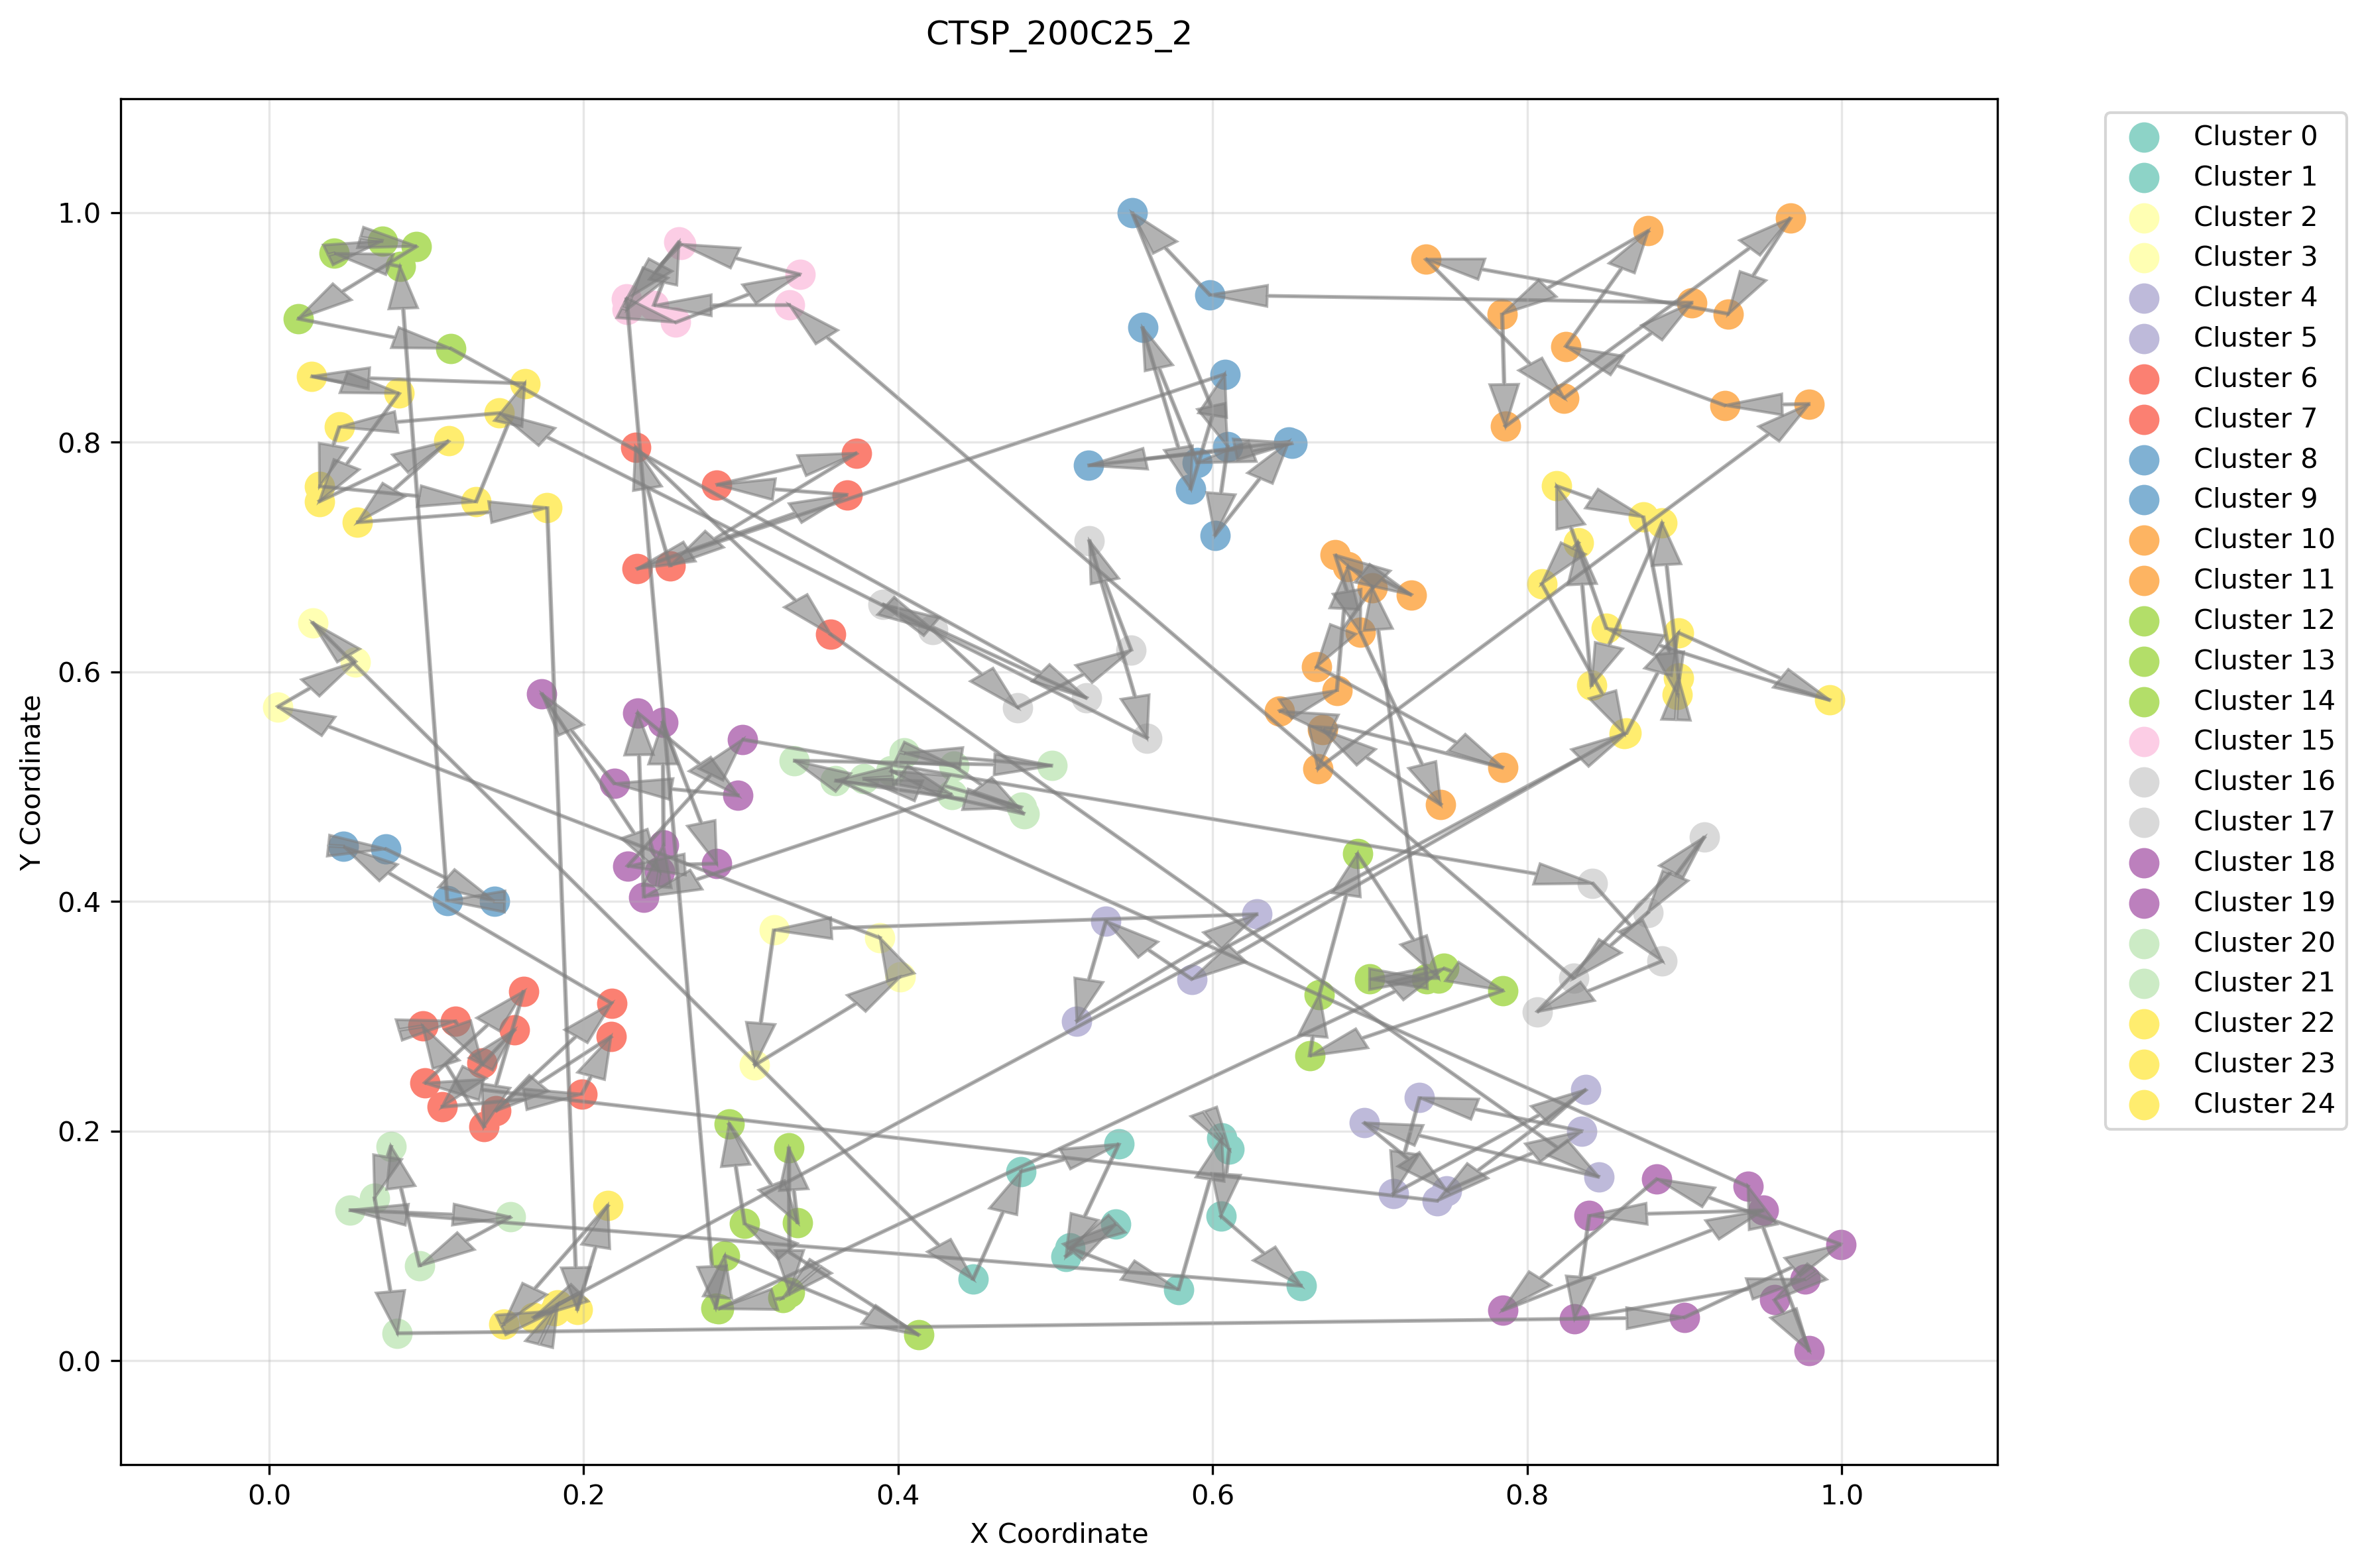 CTSP_200C25_2
1.0
0.8
0.6
0.4
0.2
0.0
Y Coordinate
0.0 0.2 0.4 0.6 0.8 1.0
X Coordinate
Cluster 0
Cluster 1
Cluster 2
Cluster 3
Cluster 4
Cluster 5
Cluster 6
Cluster 7
Cluster 8
Cluster 9
Cluster 10
Cluster 11
Cluster 12
Cluster 13
Cluster 14
Cluster 15
Cluster 16
Cluster 17
Cluster 18
Cluster 19
Cluster 20
Cluster 21
Cluster 22
Cluster 23
Cluster 24